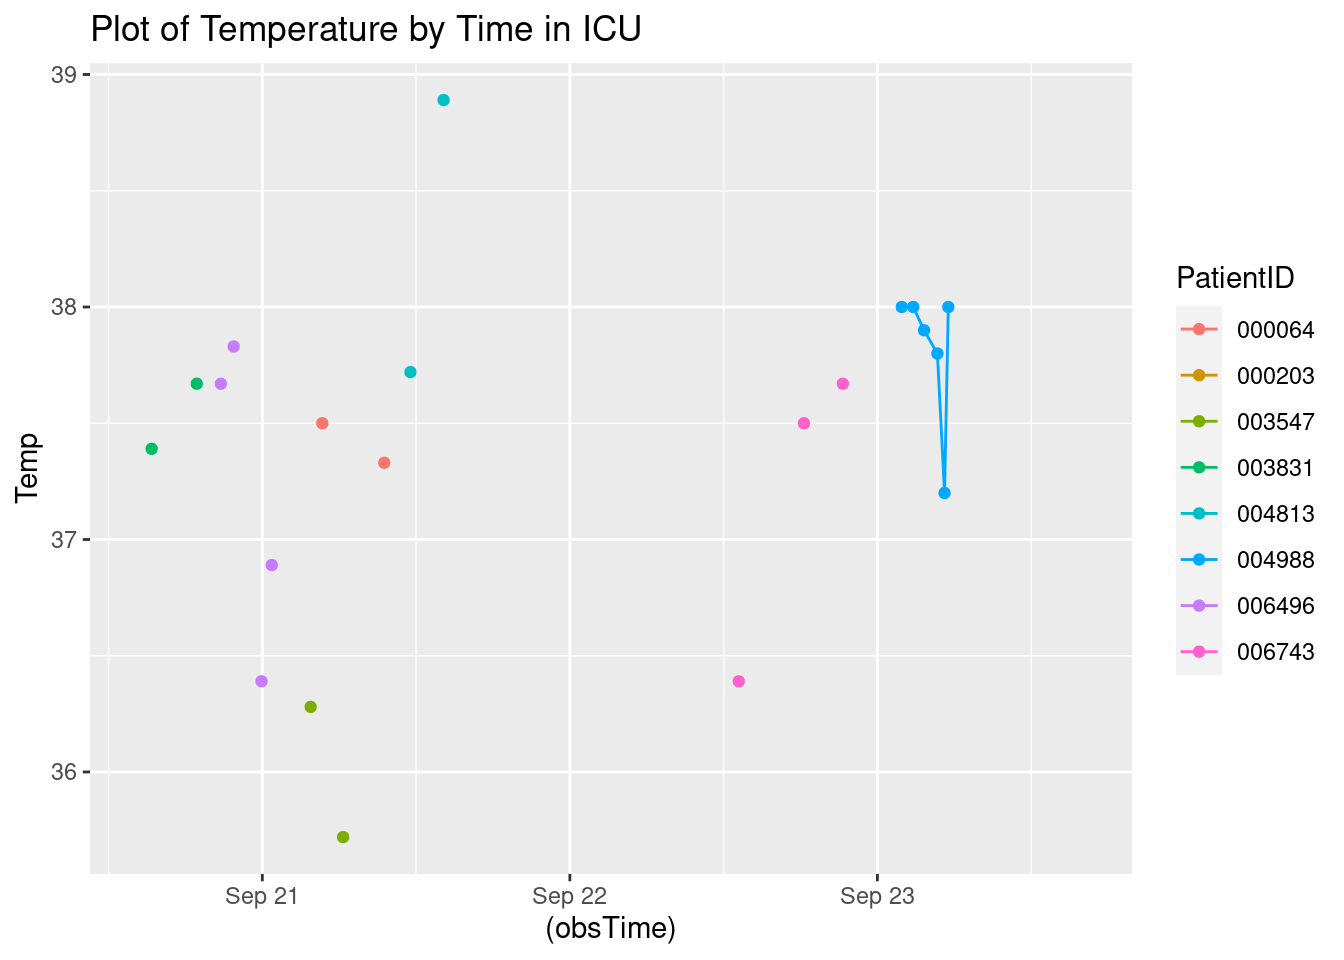 Plot of Temperature by Time in ICU
39
38
37
36
Temp
Sep 21
Sep 22
Sep 23
(obsTime)
PatientID
000064
000203
003547
003831
004813
004988
006496
006743